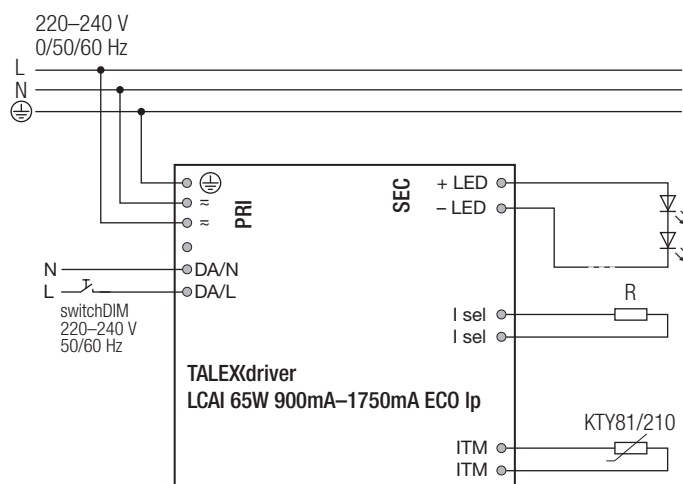 220–240 V
0/50/60 Hz
L
N
PRI
SEC
+ LED
≂
– LED
≂
N
DA/N
L
DA/L
switchDIM
220–240 V
50/60 Hz
R
I sel
I sel
TALEXXdriver
LCAI 65W 900mA–1750mA ECO lp
KTY81/210
ITM
ITM